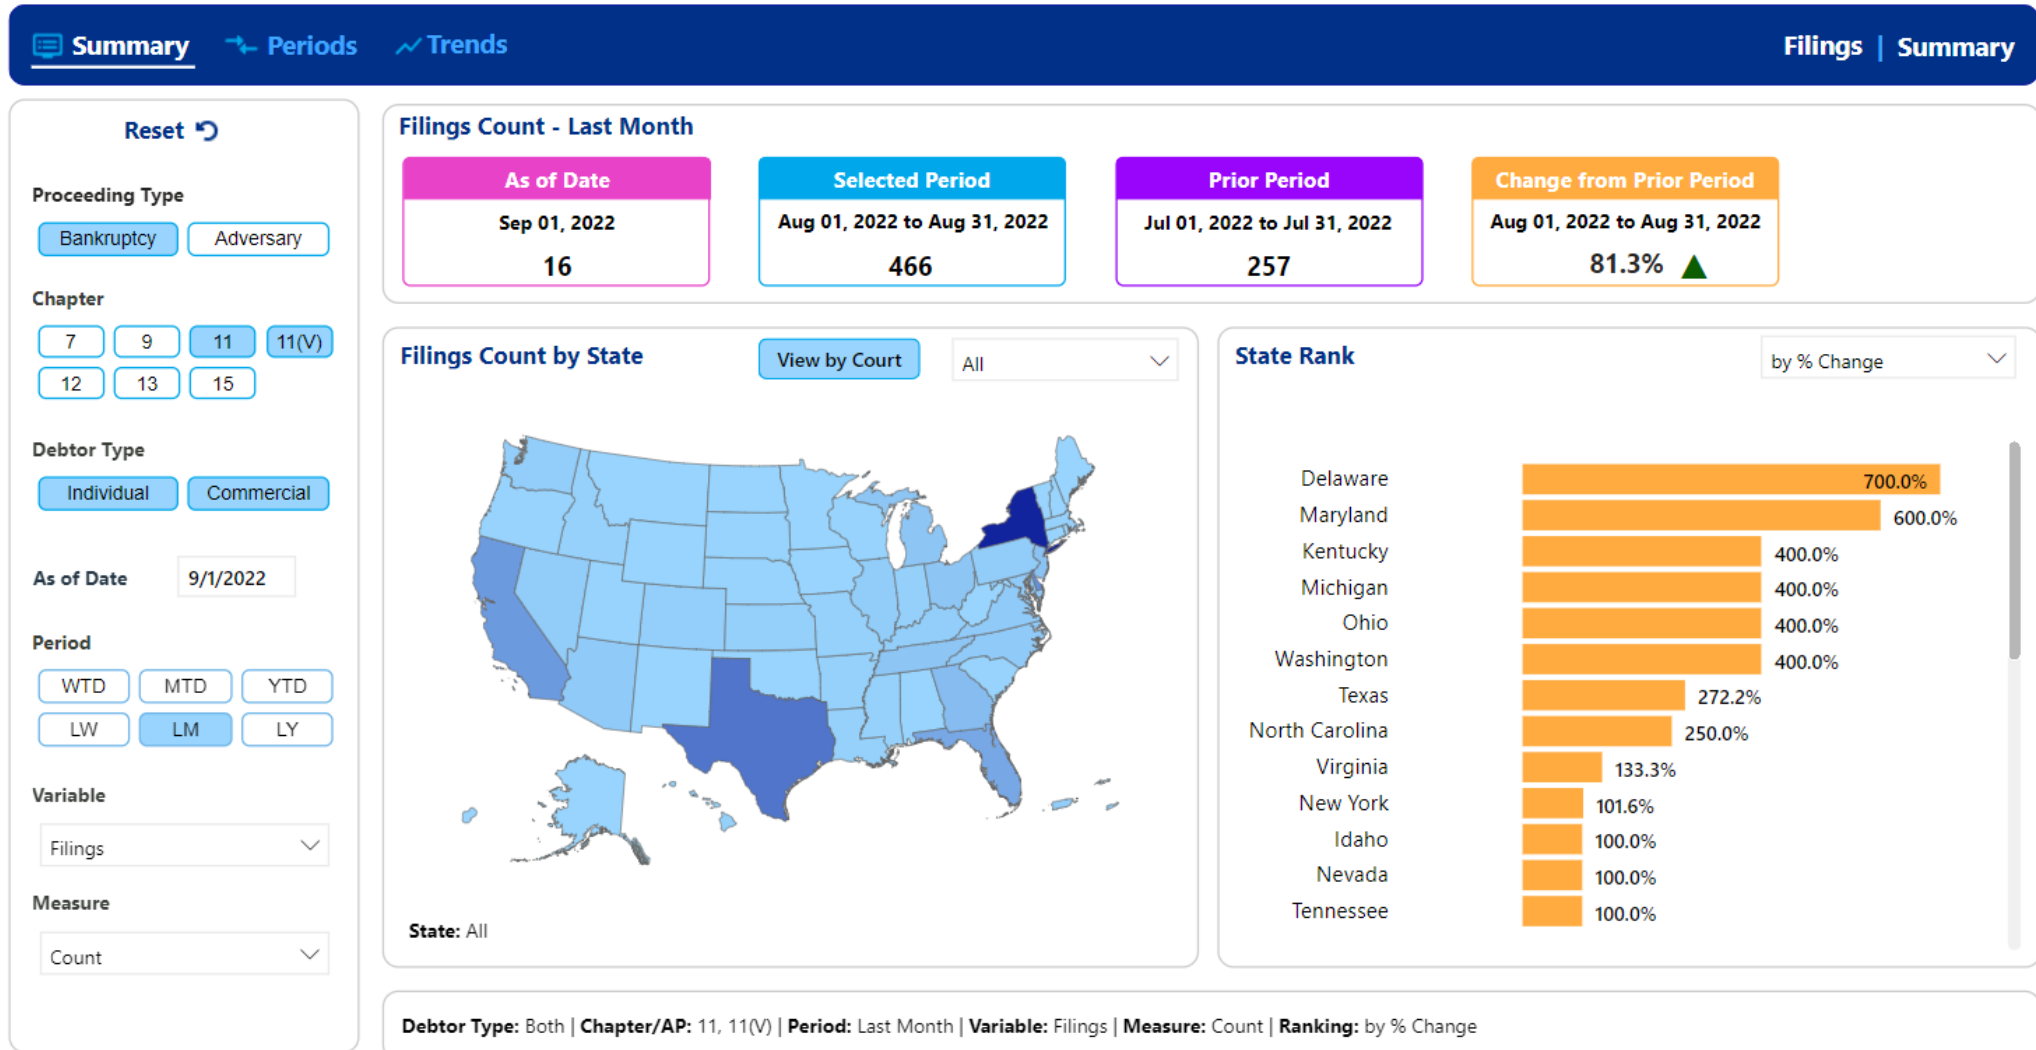 Summary Periods Trends Filings | Summary
Reset
Proceeding Type
Bankruptcy Adversary
Chapter
7 9 11 11(V)
12 13 15
Debtor Type
Individual Commercial
As of Date 9/1/2022
Period
WTD MTD YTD
LW LM LY
Variable
Filings
Measure
Count
Filings Count - Last Month
As of Date
Sep 01, 2022
16
Selected Period
Aug 01, 2022 to Aug 31, 2022
466
Prior Period
Jul 01, 2022 to Jul 31, 2022
257
Change from Prior Period
Aug 01, 2022 to Aug 31, 2022
81.3%
Filings Count by State View by Court All
State: All
State Rank by % Change
Delaware 700.0%
Maryland 600.0%
Kentucky 400.0%
Michigan 400.0%
Ohio 400.0%
Washington 400.0%
Texas 272.2%
North Carolina 250.0%
Virginia 133.3%
New York 101.6%
Idaho 100.0%
Nevada 100.0%
Tennessee 100.0%
Debtor Type: Both | Chapter/AP: 11, 11(V) | Period: Last Month | Variable: Filings | Measure: Count | Ranking: by % Change